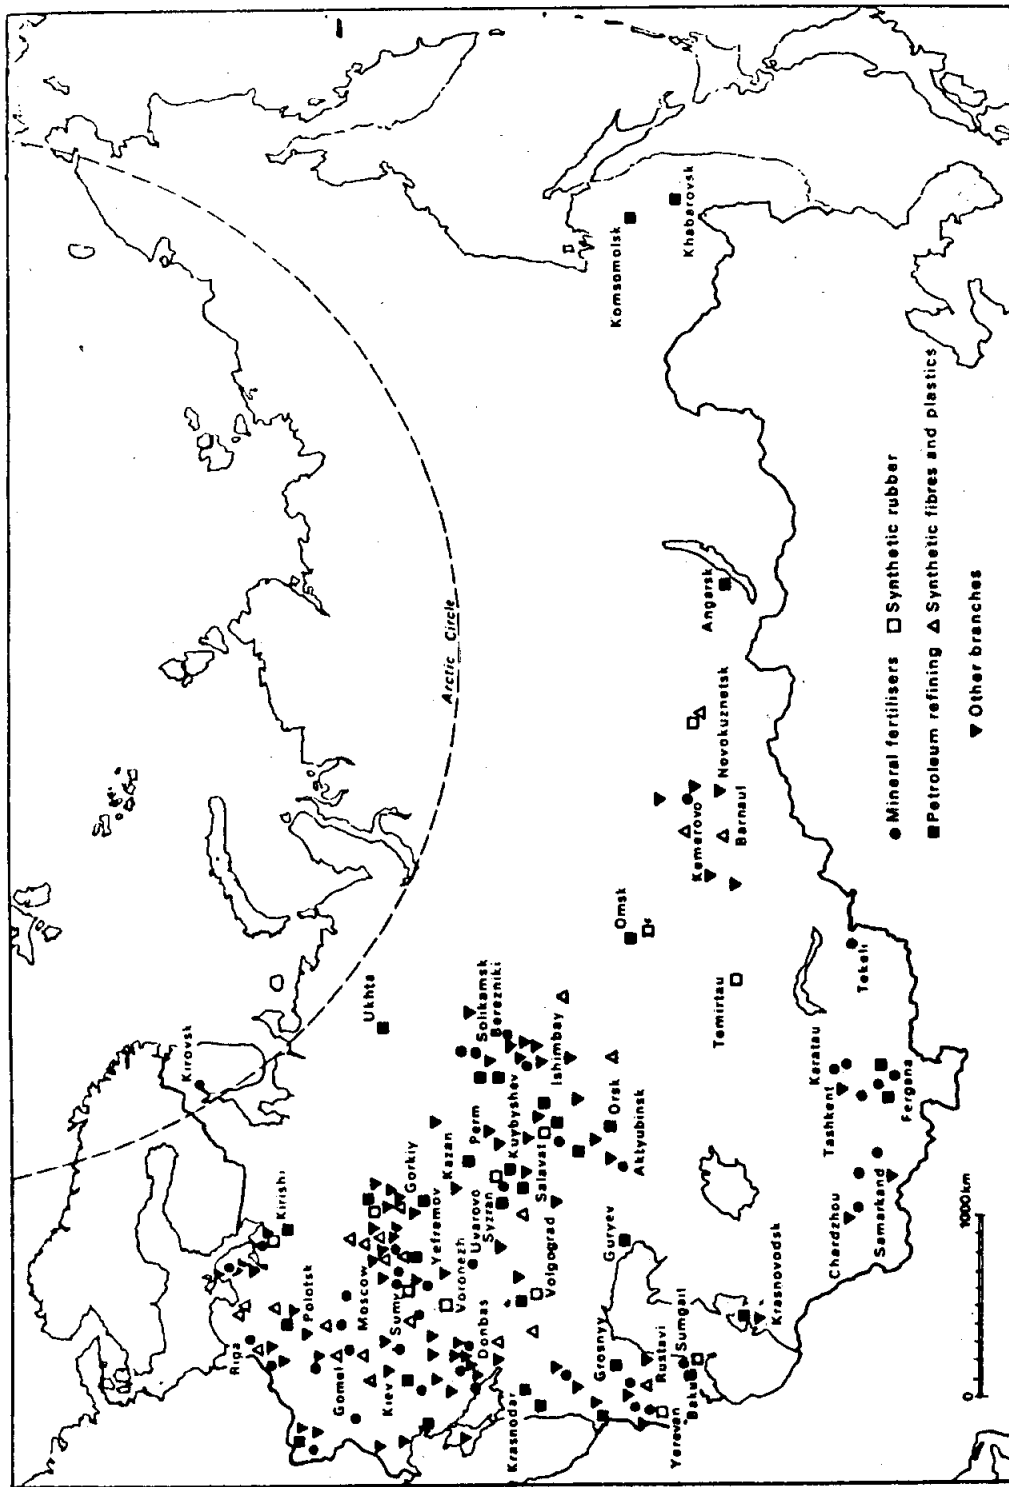 Arctic Circle
Kirovsk
Ukhta
Kirishi
Riga
Polotsk
Gomel
Moscow
Kiev
Sumy
Yefremov
Gorkiy
Voronezh
Uvarovo
Kazan
Perm
Solikamsk
Berezniki
Donbas
Syzran
Kuybyshev
Volgograd
Salavat
Ishimbay
Krasnodar
Orsk
Aktyubinsk
Guryev
Grosnyy
Rustavi
Sumgait
Yerevan
Baku
Krasnovodsk
Omsk
Temirtau
Kemerovo
Novokuznetsk
Barnaul
Angarsk
Komsomolsk
Khabarovsk
Karatau
Tashkent
Tekeli
Fergana
Chardzhou
Samarkand
0 1000km
Mineral fertilisers
Synthetic rubber
Petroleum refining
Synthetic fibres and plastics
Other branches